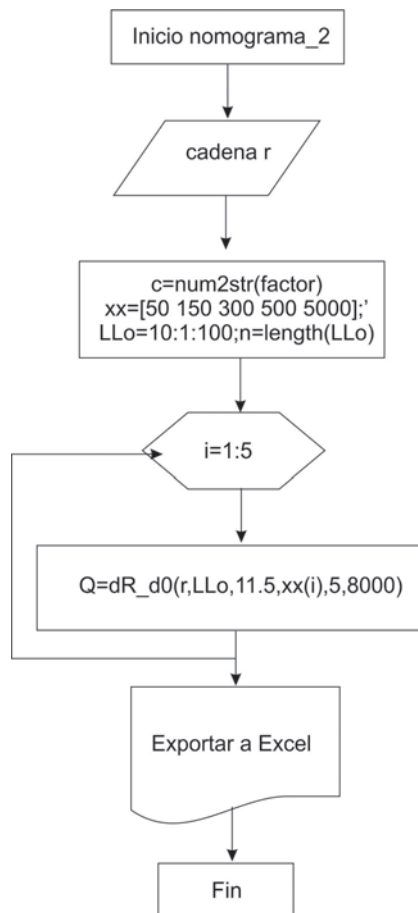 Inicio nomograma_2
cadena r
c=num2str(factor)
xx=[50 150 300 500 5000];’
LLo=10:1:100;n=length(LLo)
i=1:5
Q=dR_d0(r,LLo,11.5,xx(i),5,8000)
Exportar a Excel
Fin